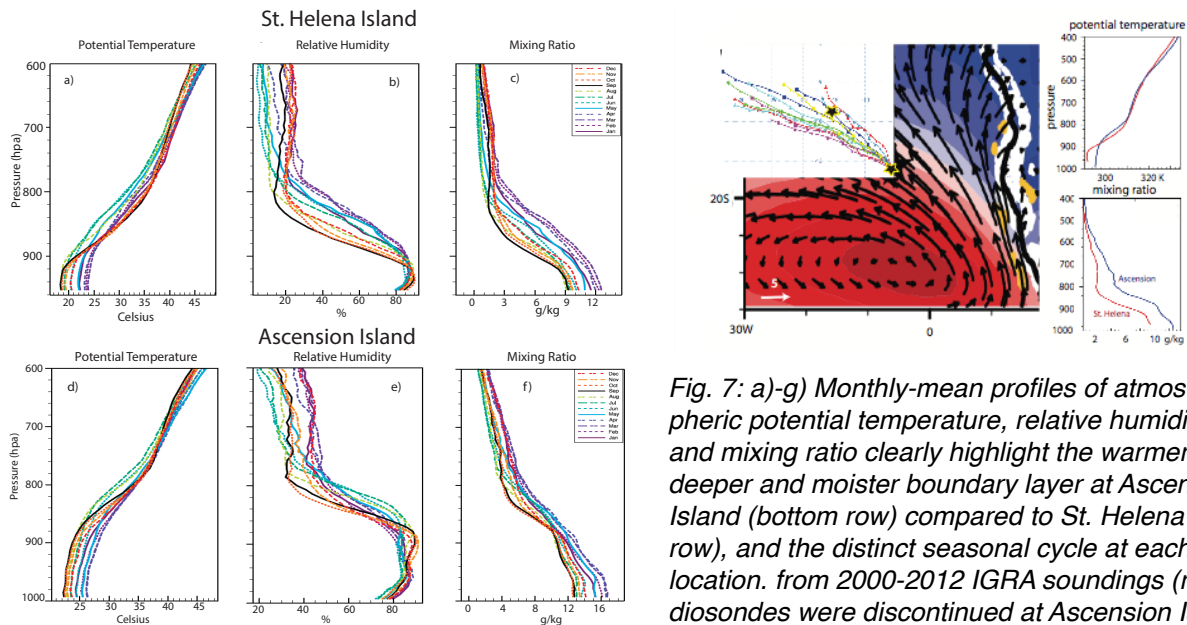 St. Helena Island
Potential Temperature
Relative Humidity
Mixing Ratio
a)
b)
c)
Pressure (hpa)
600
700
800
900
Dec
Nov
Oct
Sep
Aug
Jul
Jun
May
Apr
Mar
Feb
Jan
20 25 30 35 40 45
Celsius
20 40 60 80
%
0 3 6 9 12
g/kg
Ascension Island
Potential Temperature
Relative Humidity
Mixing Ratio
d)
e)
f)
Pressure (hpa)
600
700
800
900
1000
Dec
Nov
Oct
Sep
Aug
Jul
Jun
May
Apr
Mar
Feb
Jan
25 30 35 40 45
Celsius
20 40 60 80
%
0 4 8 12 16
g/kg
20S
5
30W
0
potential temperature
pressure
400
500
600
700
800
900
1000
300
320 K
mixing ratio
400
500
600
700
800
900
1000
Ascension
St. Helena
2 6 10 g/kg
Fig. 7: a)-g) Monthly-mean profiles of atmos
pheric potential temperature, relative humidi
and mixing ratio clearly highlight the warmer
deeper and moister boundary layer at Ascen
Island (bottom row) compared to St. Helena
row), and the distinct seasonal cycle at each
location. from 2000-2012 IGRA soundings (r
diosondes were discontinued at Ascension I